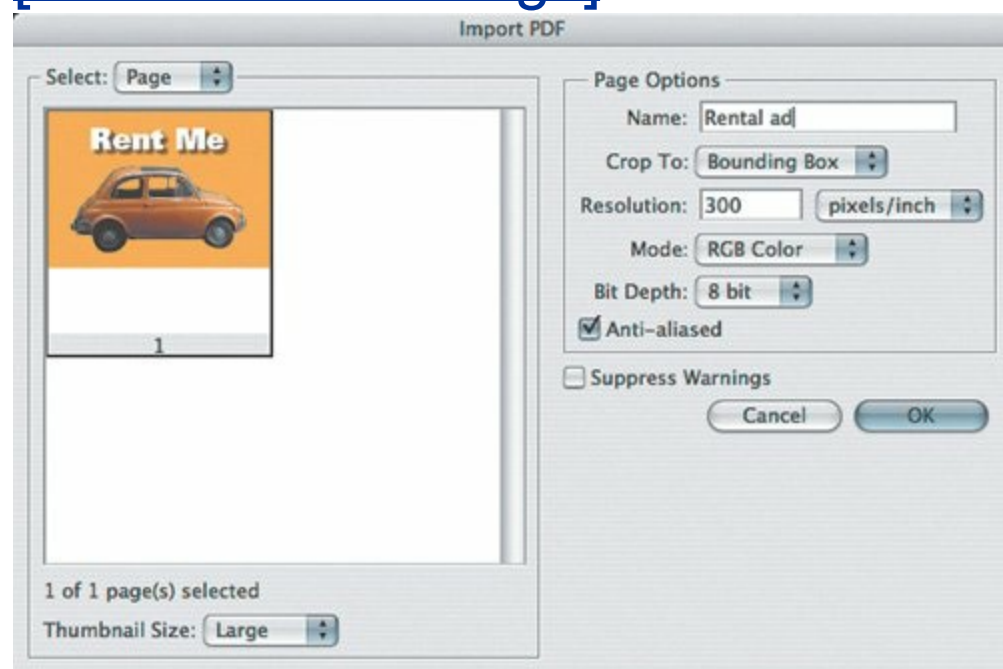 Import PDF
Select: Page
Rent Me
1
1 of 1 page(s) selected
Thumbnail Size: Large
Page Options
Name: Rental ad
Crop To: Bounding Box
Resolution: 300 pixels/inch
Mode: RGB Color
Bit Depth: 8 bit
Anti-aliased
Suppress Warnings
Cancel OK